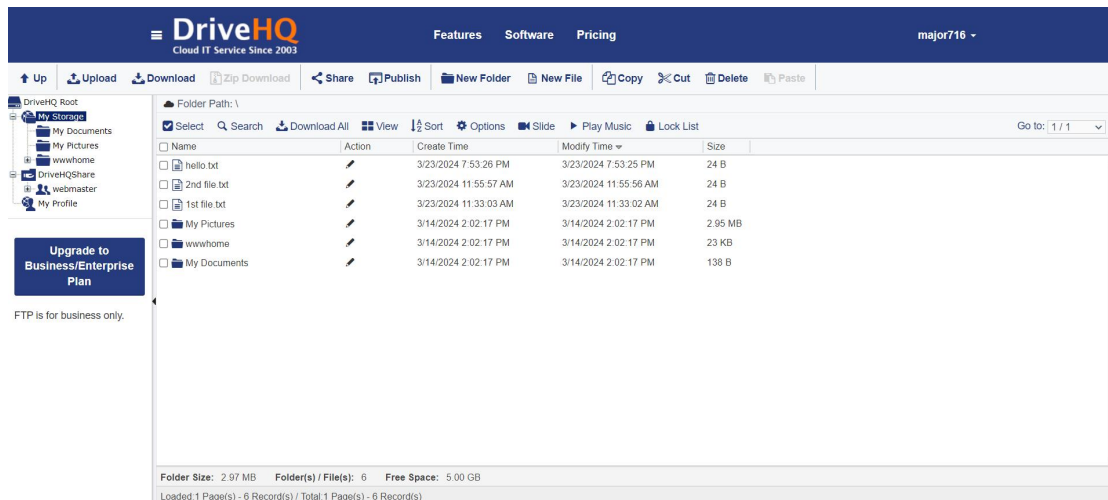 DriveHQ
Cloud IT Service Since 2003
Features Software Pricing major716
Up Upload Download Zip Download Share Publish New Folder New File Copy Cut Delete Paste
DriveHQ Root
My Storage
My Documents
My Pictures
wwwhome
DriveHQShare
webmaster
My Profile
Upgrade to
Business/Enterprise
Plan
FTP is for business only.
Folder Path: \
Select Search Download All View Sort Options Slide Play Music Lock List Go to: 1 / 1
Name Action Create Time Modify Time Size
hello.txt 3/23/2024 7:53:26 PM 3/23/2024 7:53:25 PM 24 B
2nd file.txt 3/23/2024 11:55:57 AM 3/23/2024 11:55:56 AM 24 B
1st file.txt 3/23/2024 11:33:03 AM 3/23/2024 11:33:02 AM 24 B
My Pictures 3/14/2024 2:02:17 PM 3/14/2024 2:02:17 PM 2.95 MB
wwwhome 3/14/2024 2:02:17 PM 3/14/2024 2:02:17 PM 23 KB
My Documents 3/14/2024 2:02:17 PM 3/14/2024 2:02:17 PM 138 B
Folder Size: 2.97 MB Folder(s) / File(s): 6 Free Space: 5.00 GB
Loaded:1 Page(s) - 6 Record(s) / Total:1 Page(s) - 6 Record(s)